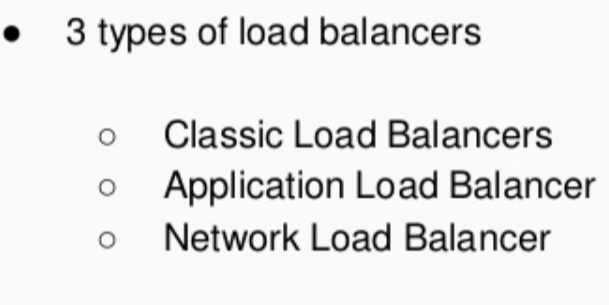 ● 3 types of load balancers
○ Classic Load Balancers
○ Application Load Balancer
○ Network Load Balancer